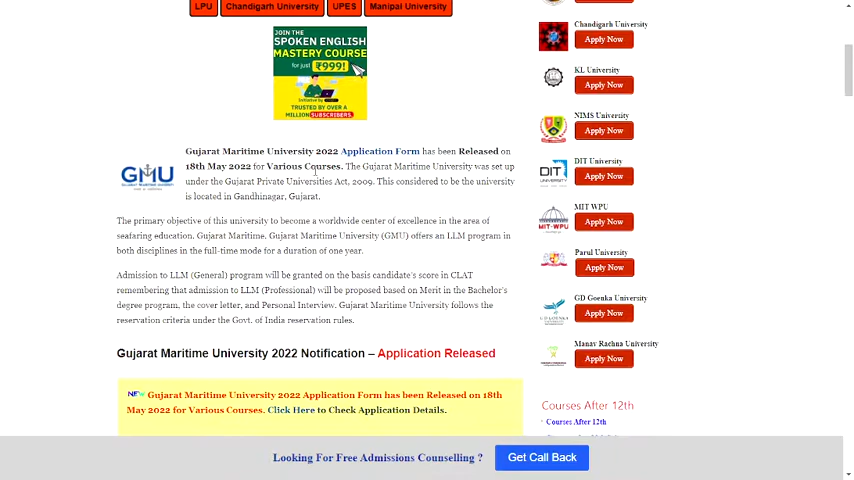 LPU
Chandigarh University
UPES
Manipal University
JOIN THE
SPOKEN ENGLISH
MASTERY COURSE
for just ₹999!
Initiative by
TRUSTED BY OVER A
MILLION SUBSCRIBERS
GMU
GUJARAT MARITIME UNIVERSITY
Gujarat Maritime University 2022 Application Form has been Released on
18th May 2022 for Various Courses. The Gujarat Maritime University was set up
under the Gujarat Private Universities Act, 2009. This considered to be the university
is located in Gandhinagar, Gujarat.
The primary objective of this university to become a worldwide center of excellence in the area of
seafaring education. Gujarat Maritime. Gujarat Maritime University (GMU) offers an LLM program in
both disciplines in the full-time mode for a duration of one year.
Admission to LLM (General) program will be granted on the basis candidate's score in CLAT
remembering that admission to LLM (Professional) will be proposed based on Merit in the Bachelor's
degree program, the cover letter, and Personal Interview. Gujarat Maritime University follows the
reservation criteria under the Govt. of India reservation rules.
Gujarat Maritime University 2022 Notification – Application Released
NEW Gujarat Maritime University 2022 Application Form has been Released on 18th
May 2022 for Various Courses. Click Here to Check Application Details.
Apply Now
Chandigarh University
Apply Now
KL University
Apply Now
NIMS University
Apply Now
DIT University
DIT
UNIVERSITY
Apply Now
MIT WPU
MIT-WPU
Apply Now
Parul University
Apply Now
GD Goenka University
Apply Now
Manav Rachna University
Apply Now
Courses After 12th
Courses After 12th
Looking For Free Admissions Counselling ?
Get Call Back